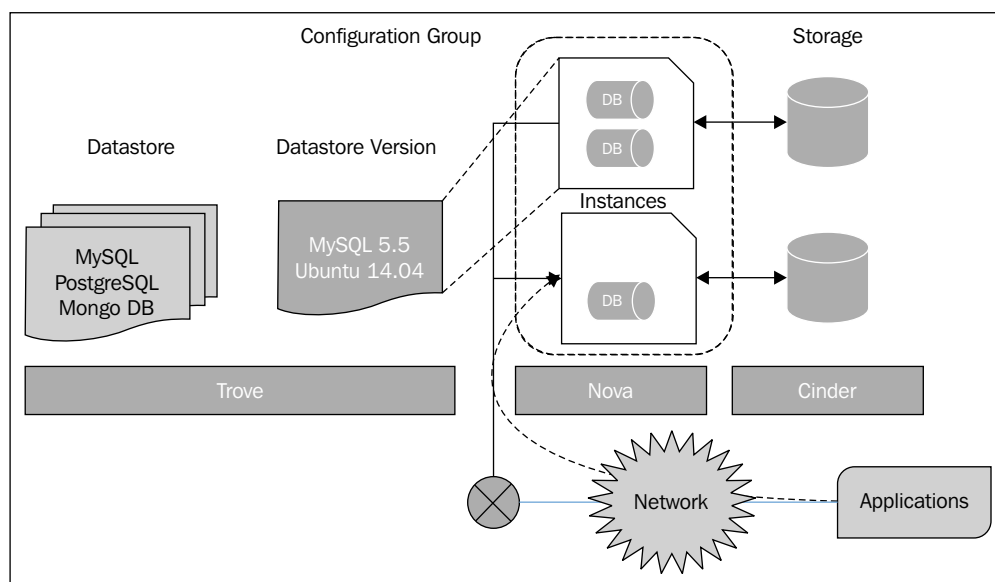 Configuration Group
Storage
DB
DB
Datastore
Datastore Version
Instances
MySQL
PostgreSQL
Mongo DB
MySQL 5.5
Ubuntu 14.04
DB
Trove
Nova
Cinder
Network
Applications